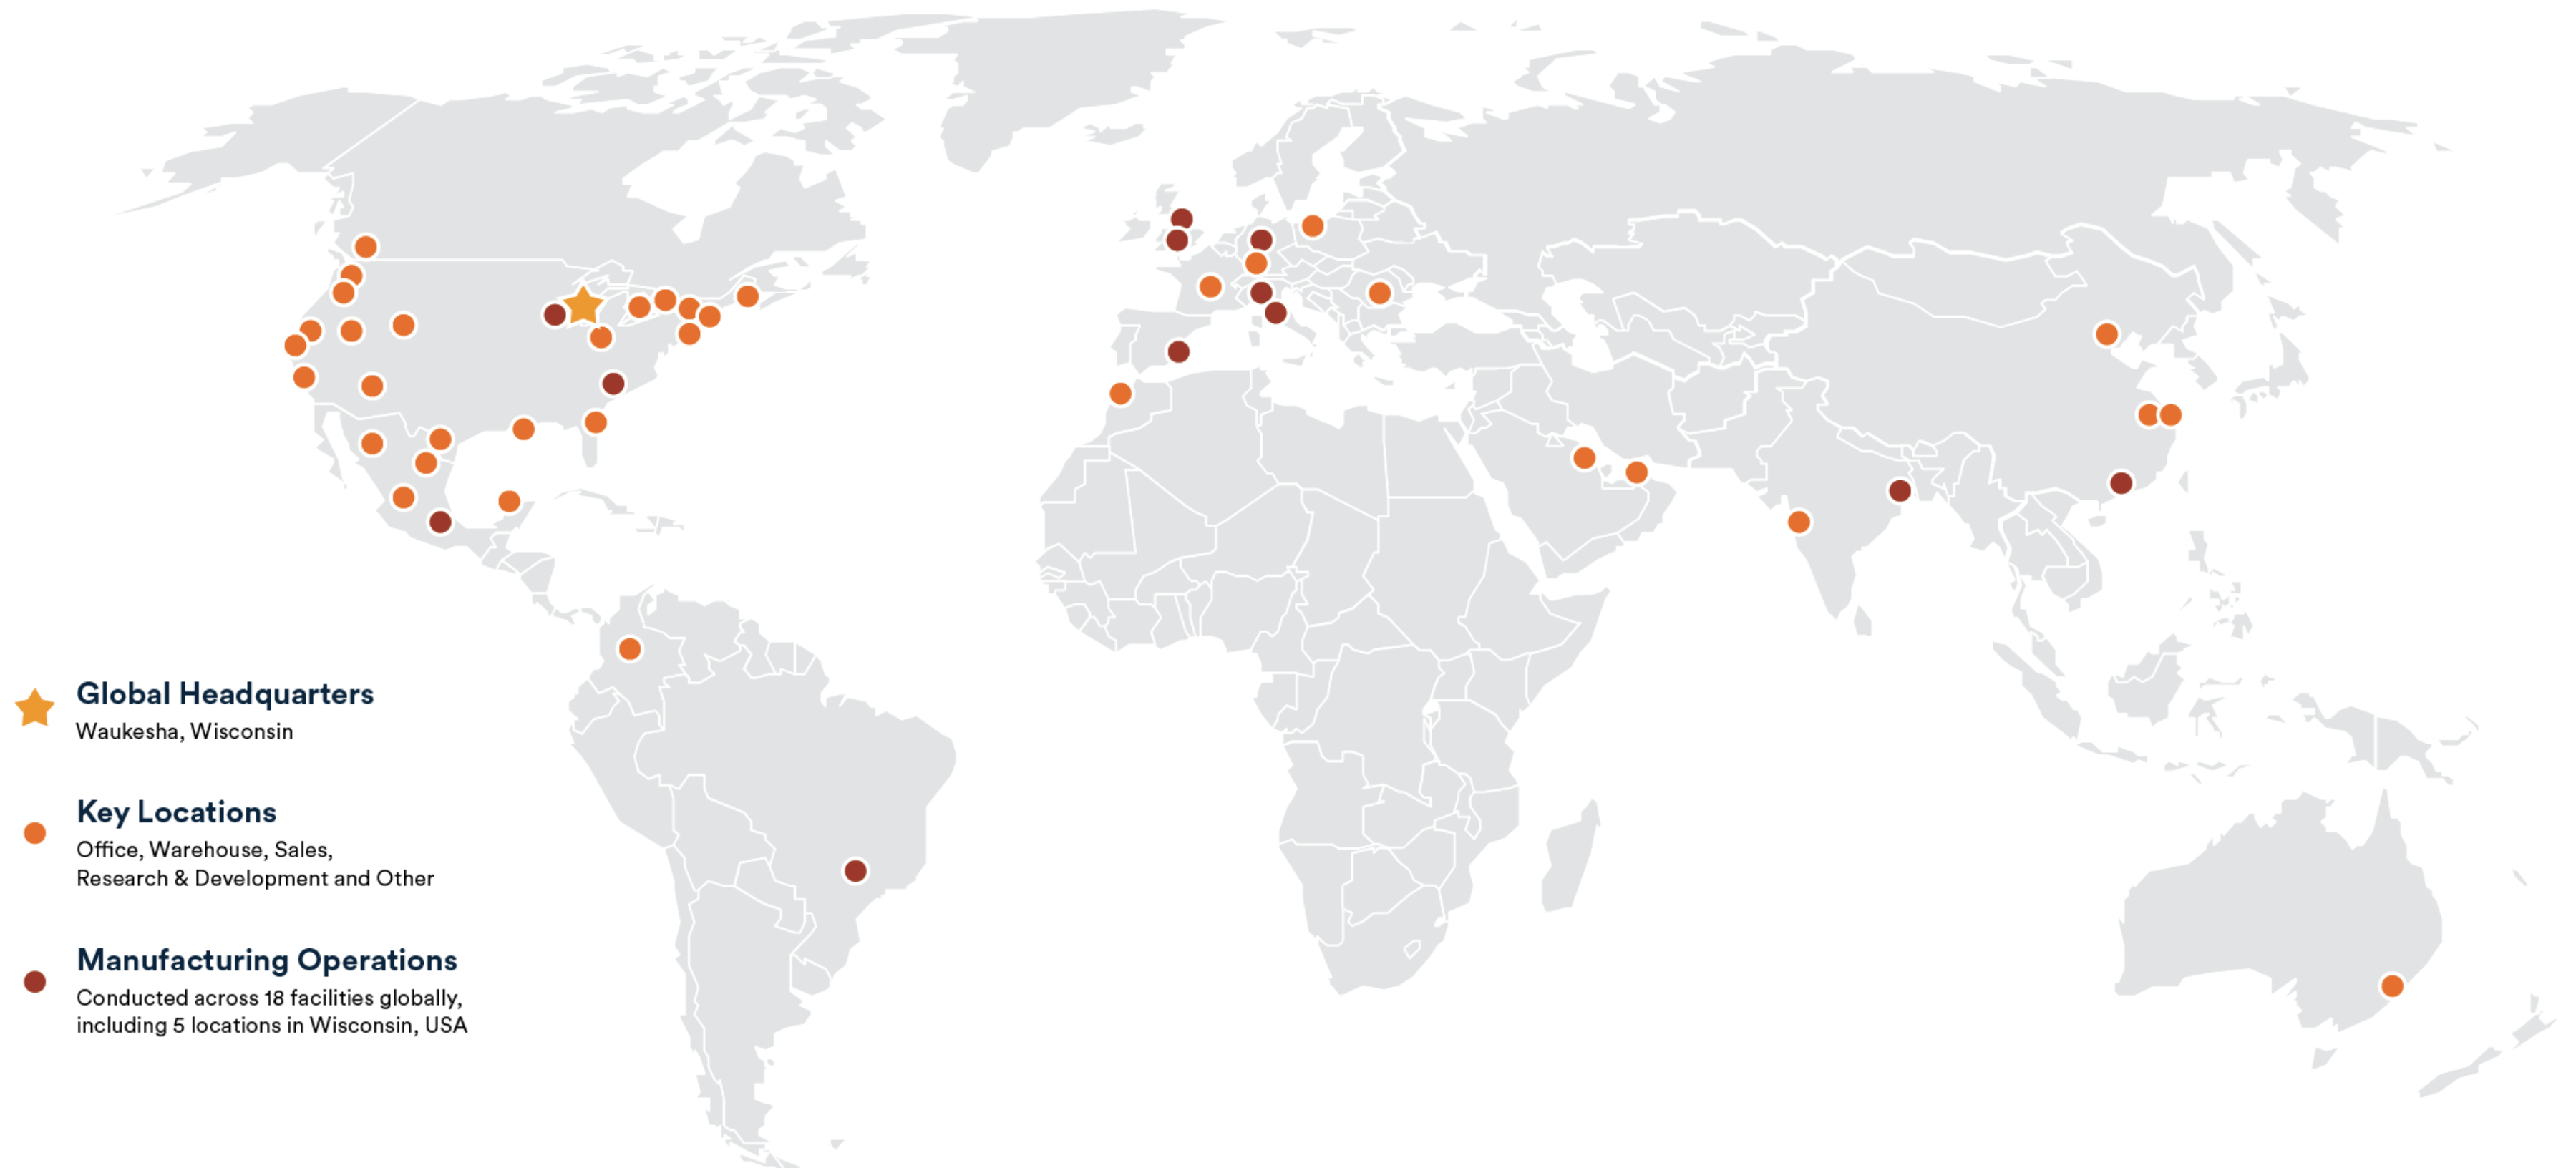 Global Headquarters
Waukesha, Wisconsin
Key Locations
Office, Warehouse, Sales,
Research & Development and Other
Manufacturing Operations
Conducted across 18 facilities globally,
including 5 locations in Wisconsin, USA